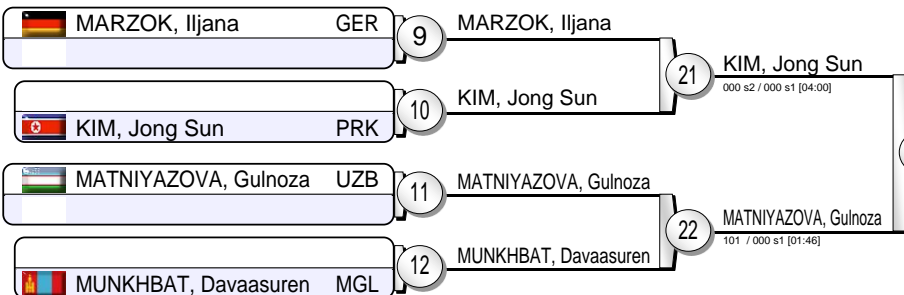 MARZOK, Iljana GER
9
MARZOK, Iljana
10
KIM, Jong Sun
KIM, Jong Sun PRK
21
KIM, Jong Sun
000 s2 / 000 s1 [04:00]
MATNIYAZOVA, Gulnoza UZB
11
MATNIYAZOVA, Gulnoza
22
MATNIYAZOVA, Gulnoza
101 / 000 s1 [01:46]
12
MUNKHBAT, Davaasuren
MUNKHBAT, Davaasuren MGL